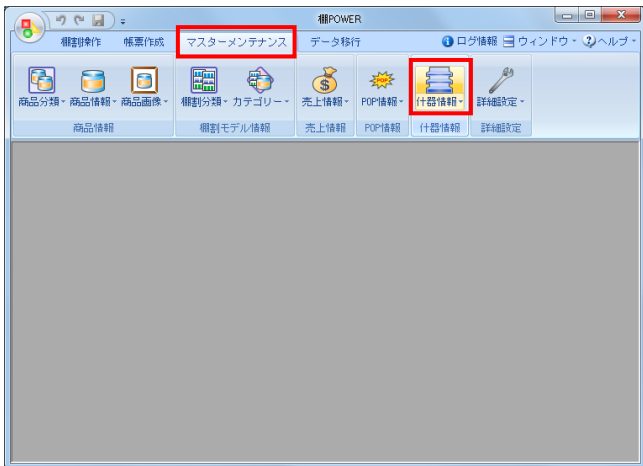 棚POWER
棚割操作 帳票作成 マスターメンテナンス データ移行 ログ情報 ウィンドウ ヘルプ
商品分類 商品情報 商品画像 棚割分類 カテゴリー 売上情報 POP情報 什器情報 詳細設定
商品情報 棚割モデル情報 売上情報 POP情報 什器情報 詳細設定